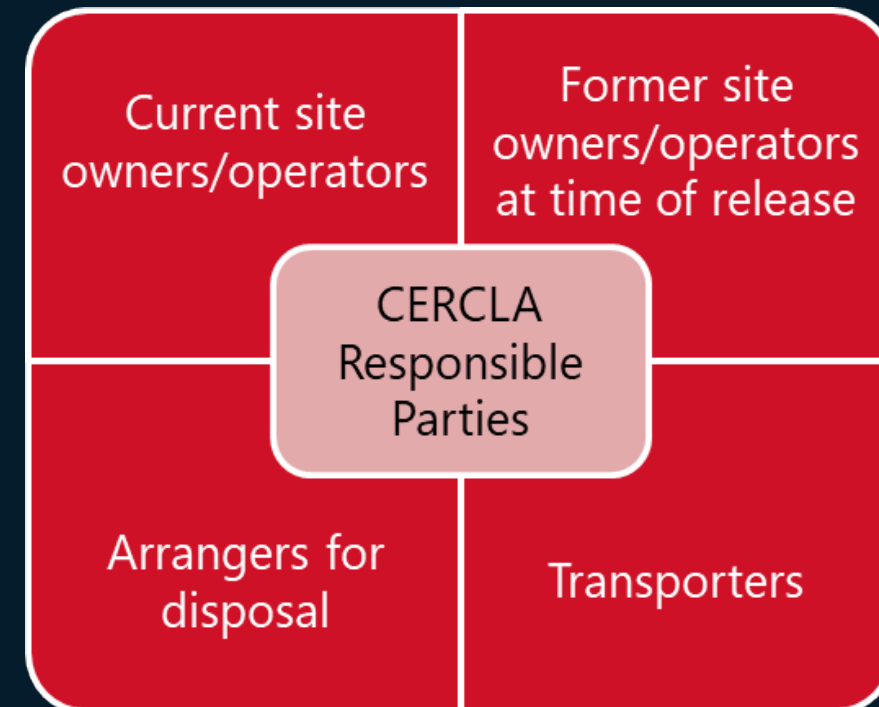 Current site
owners/operators
Former site
owners/operators
at time of release
CERCLA
Responsible
Parties
Arrangers for
disposal
Transporters